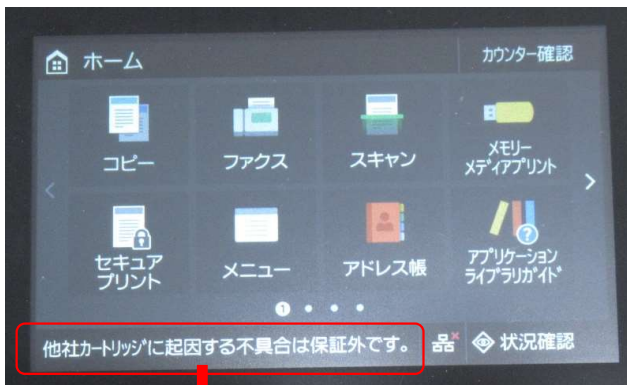 ホーム
カウンター確認
コピー
ファクス
スキャン
メモリー
メディアプリント
セキュア
プリント
メニュー
アドレス帳
アプリケーション
ライブラリガイド
1
他社カートリッジに起因する不具合は保証外です。
状況確認